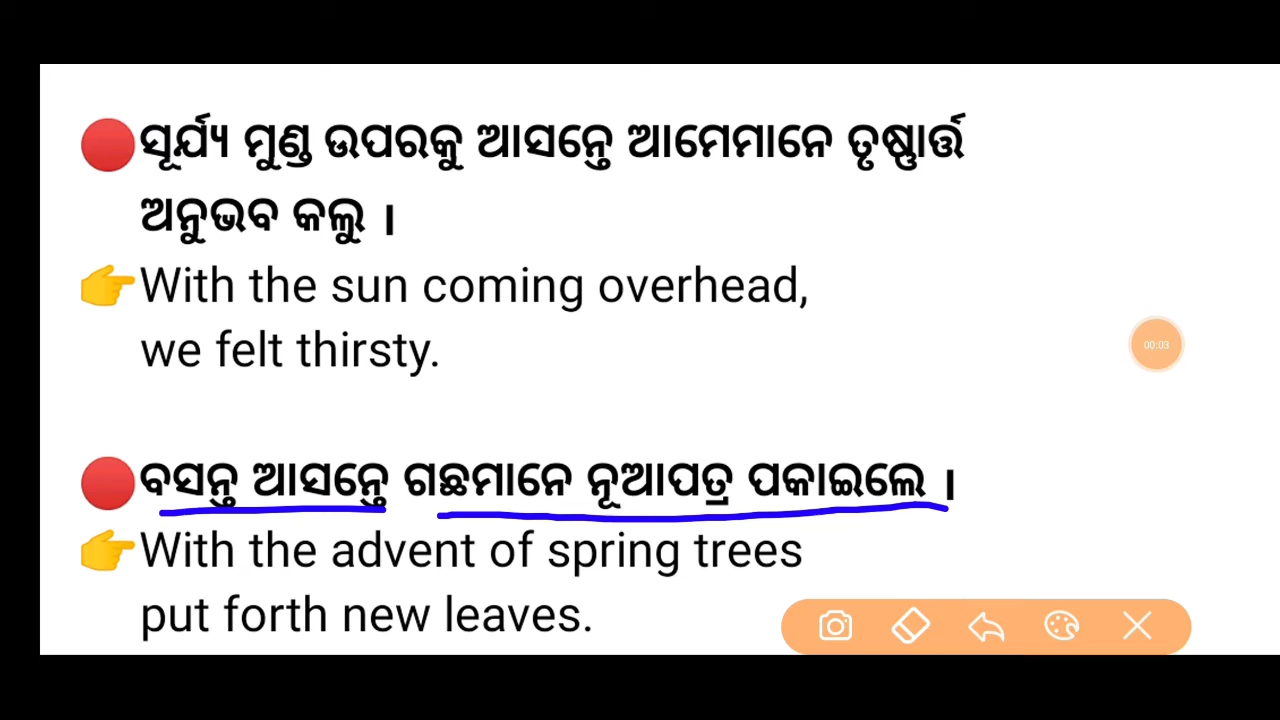 ସୂର୍ଯ୍ୟ ମୁଣ୍ଡ ଉପରକୁ ଆସନ୍ତେ ଆମେମାନେ ତୃଷ୍ଣାର୍ତ୍ତ
ଅନୁଭବ କଲୁ ।
With the sun coming overhead,
we felt thirsty.
00:03
ବସନ୍ତ ଆସନ୍ତେ ଗଛମାନେ ନୂଆପତ୍ର ପକାଇଲେ ।
With the advent of spring trees
put forth new leaves.